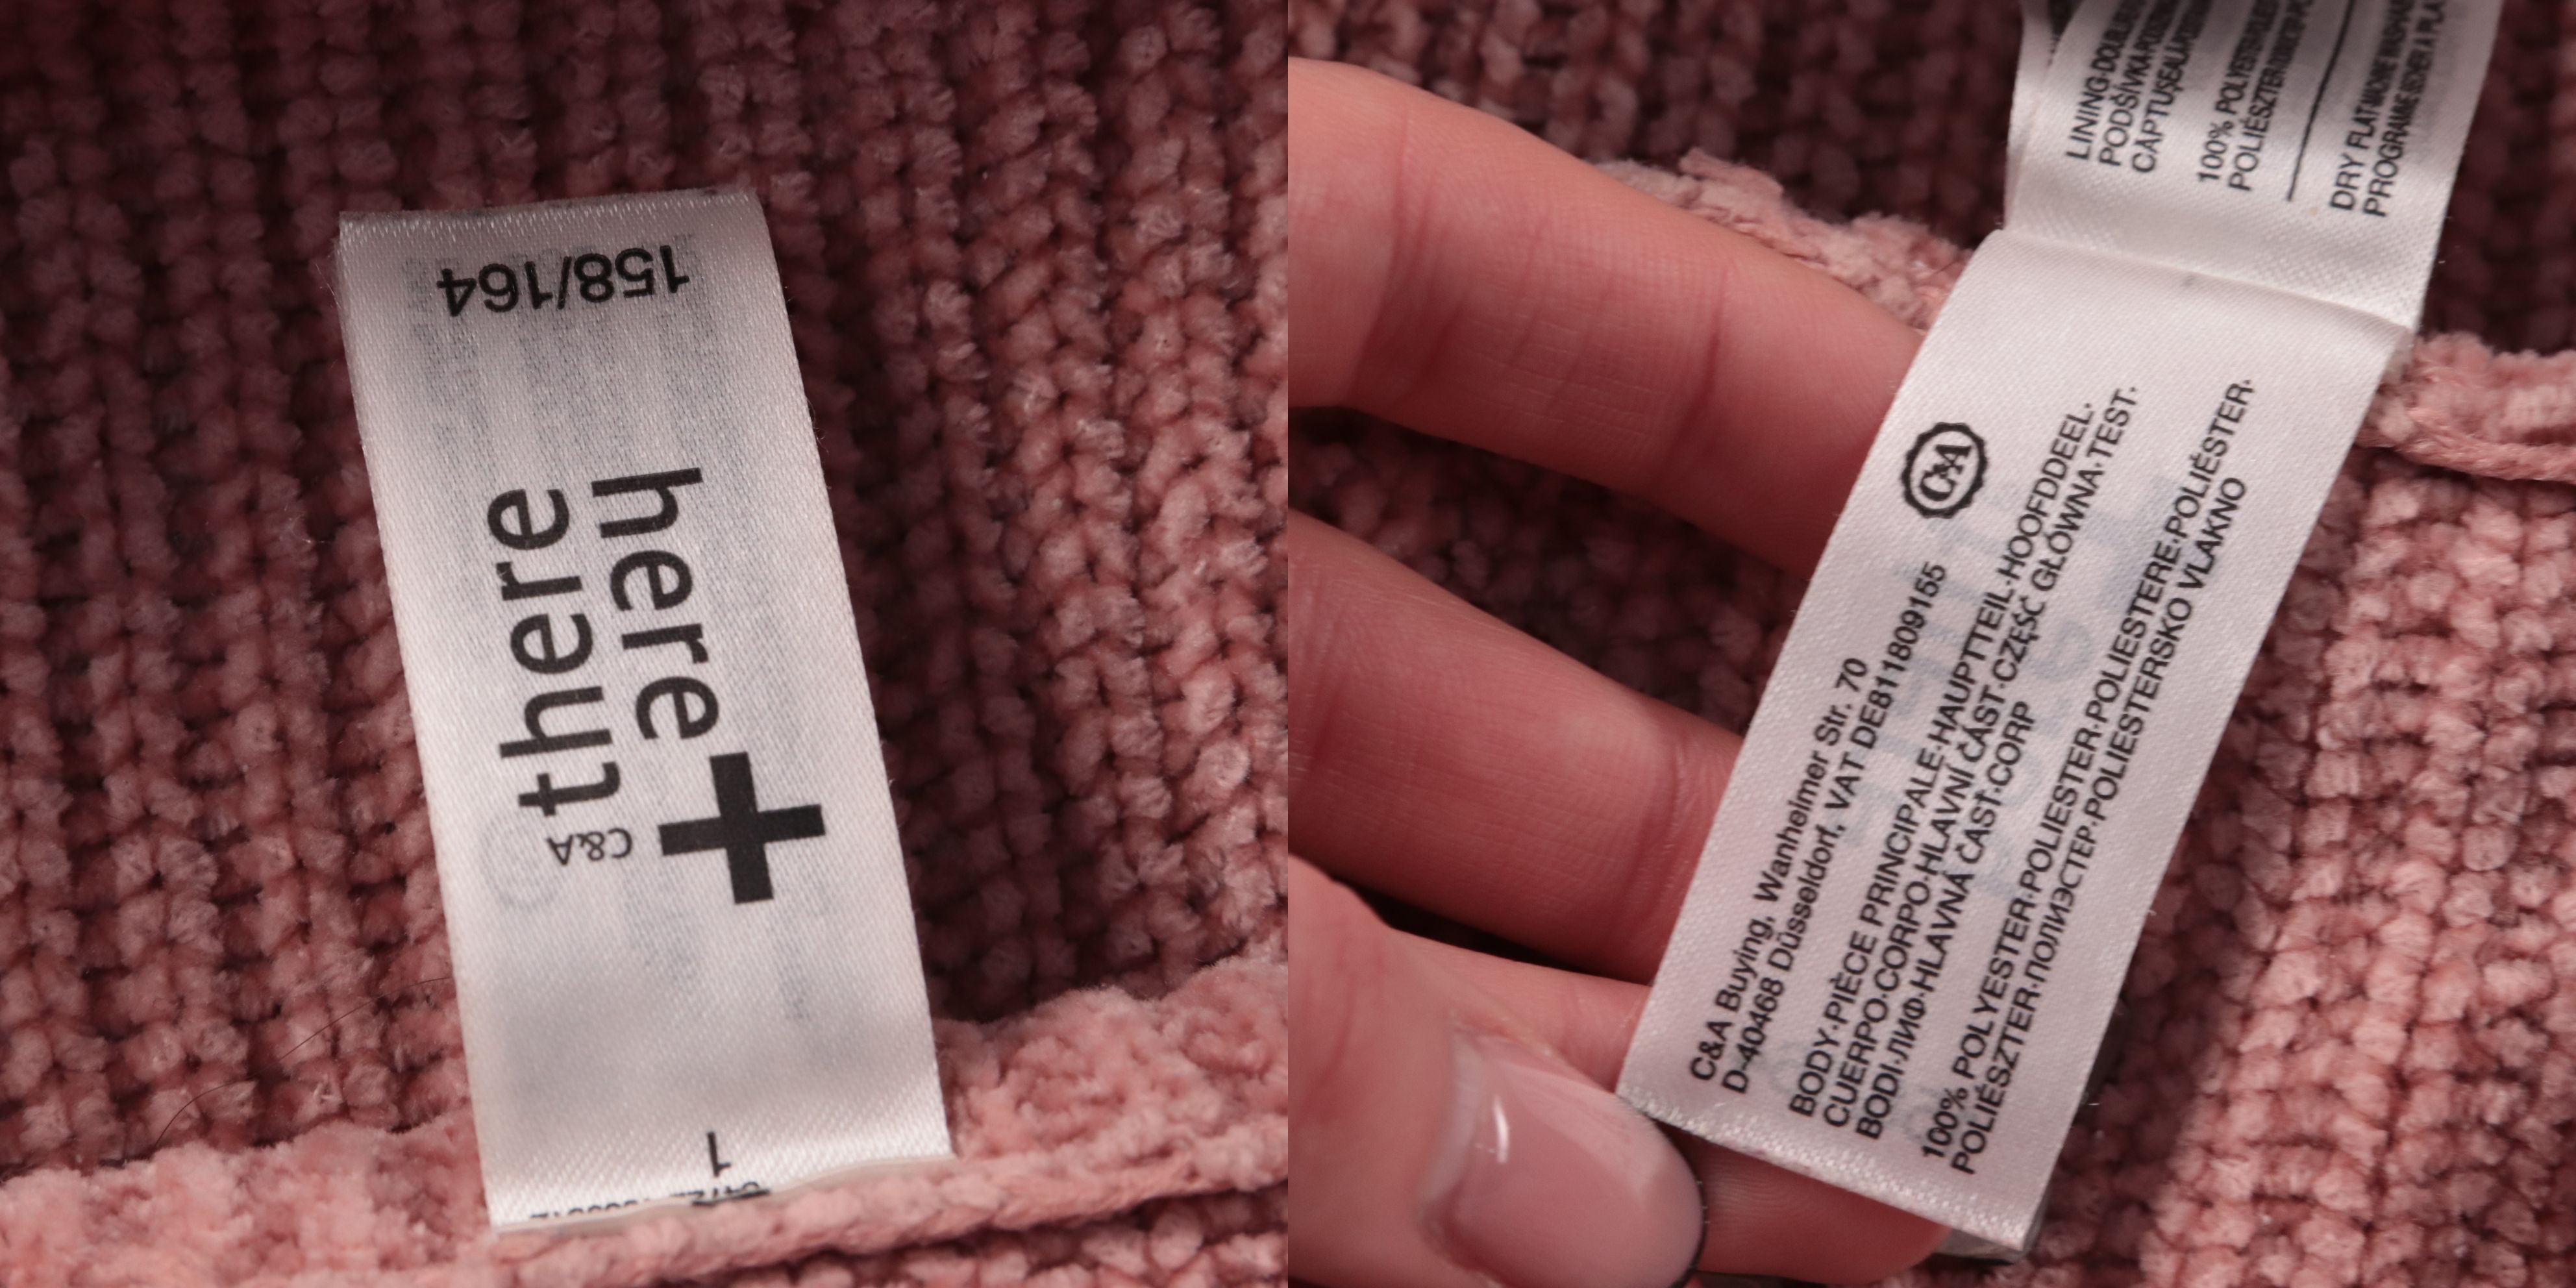 158/164
here
there
+
C&A
1
C&A
C&A Buying, Wanheimer Str. 70
D-40468 Düsseldorf, VAT DE811809155
BODY·PIÈCE PRINCIPALE·HAUPTTEIL·HOOFDDEEL·
CUERPO·CORPO·HLAVNÍ ČÁST·CZĘŚĆ GŁÓWNA·TEST·
BODI·ЛИФ·HLAVNÁ ČASŤ·CORP
100% POLYESTER·POLIESTER·POLIESTERE·POLIÉSTER·
POLIÉSZTER·ПОЛИЭСТЕР·POLIESTERSKO VLAKNO
LINING·DOUBLURE
PODŠÍVKA
CĂPTUȘEALĂ
100% POLYESTER
POLIÉSZTER
DRY FLAT
PROGRAMME